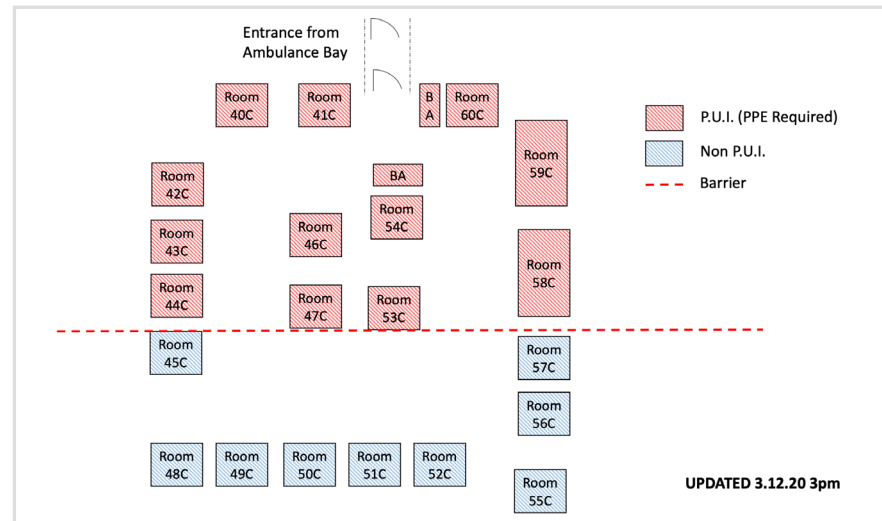 Entrance from
Ambulance Bay
Room
40C
Room
41C
B
A
Room
60C
P.U.I. (PPE Required)
Non P.U.I.
Barrier
Room
59C
Room
42C
BA
Room
54C
Room
43C
Room
46C
Room
58C
Room
44C
Room
47C
Room
53C
Room
45C
Room
57C
Room
56C
Room
48C
Room
49C
Room
50C
Room
51C
Room
52C
Room
55C
UPDATED 3.12.20 3pm